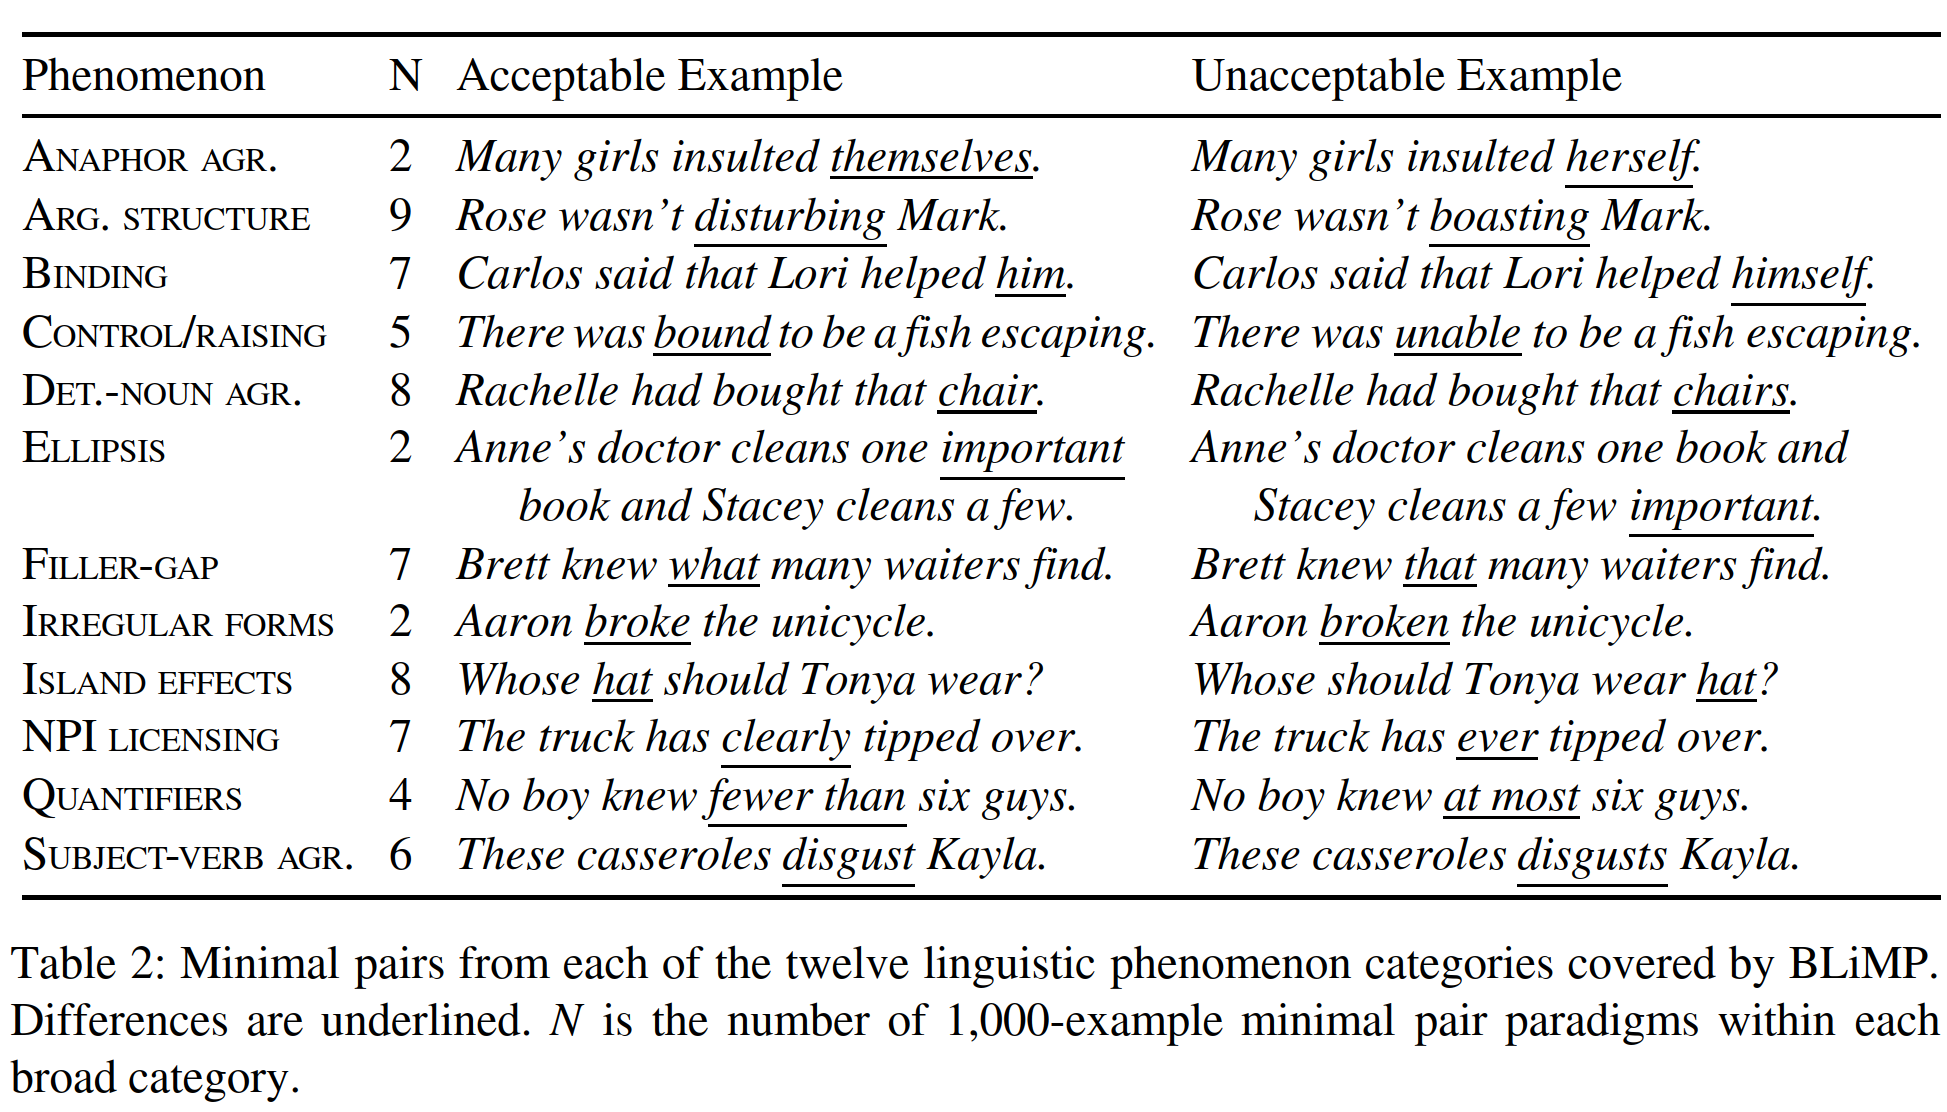 Phenomenon N Acceptable Example Unacceptable Example
ANAPHOR AGR. 2 Many girls insulted themselves. Many girls insulted herself.
ARG. STRUCTURE 9 Rose wasn't disturbing Mark. Rose wasn't boasting Mark.
BINDING 7 Carlos said that Lori helped him. Carlos said that Lori helped himself.
CONTROL/RAISING 5 There was bound to be a fish escaping. There was unable to be a fish escaping.
DET.-NOUN AGR. 8 Rachelle had bought that chair. Rachelle had bought that chairs.
ELLIPSIS 2 Anne's doctor cleans one important Anne's doctor cleans one book and
book and Stacey cleans a few. Stacey cleans a few important.
FILLER-GAP 7 Brett knew what many waiters find. Brett knew that many waiters find.
IRREGULAR FORMS 2 Aaron broke the unicycle. Aaron broken the unicycle.
ISLAND EFFECTS 8 Whose hat should Tonya wear? Whose should Tonya wear hat?
NPI LICENSING 7 The truck has clearly tipped over. The truck has ever tipped over.
QUANTIFIERS 4 No boy knew fewer than six guys. No boy knew at most six guys.
SUBJECT-VERB AGR. 6 These casseroles disgust Kayla. These casseroles disgusts Kayla.
Table 2: Minimal pairs from each of the twelve linguistic phenomenon categories covered by BLiMP.
Differences are underlined. N is the number of 1,000-example minimal pair paradigms within each
broad category.